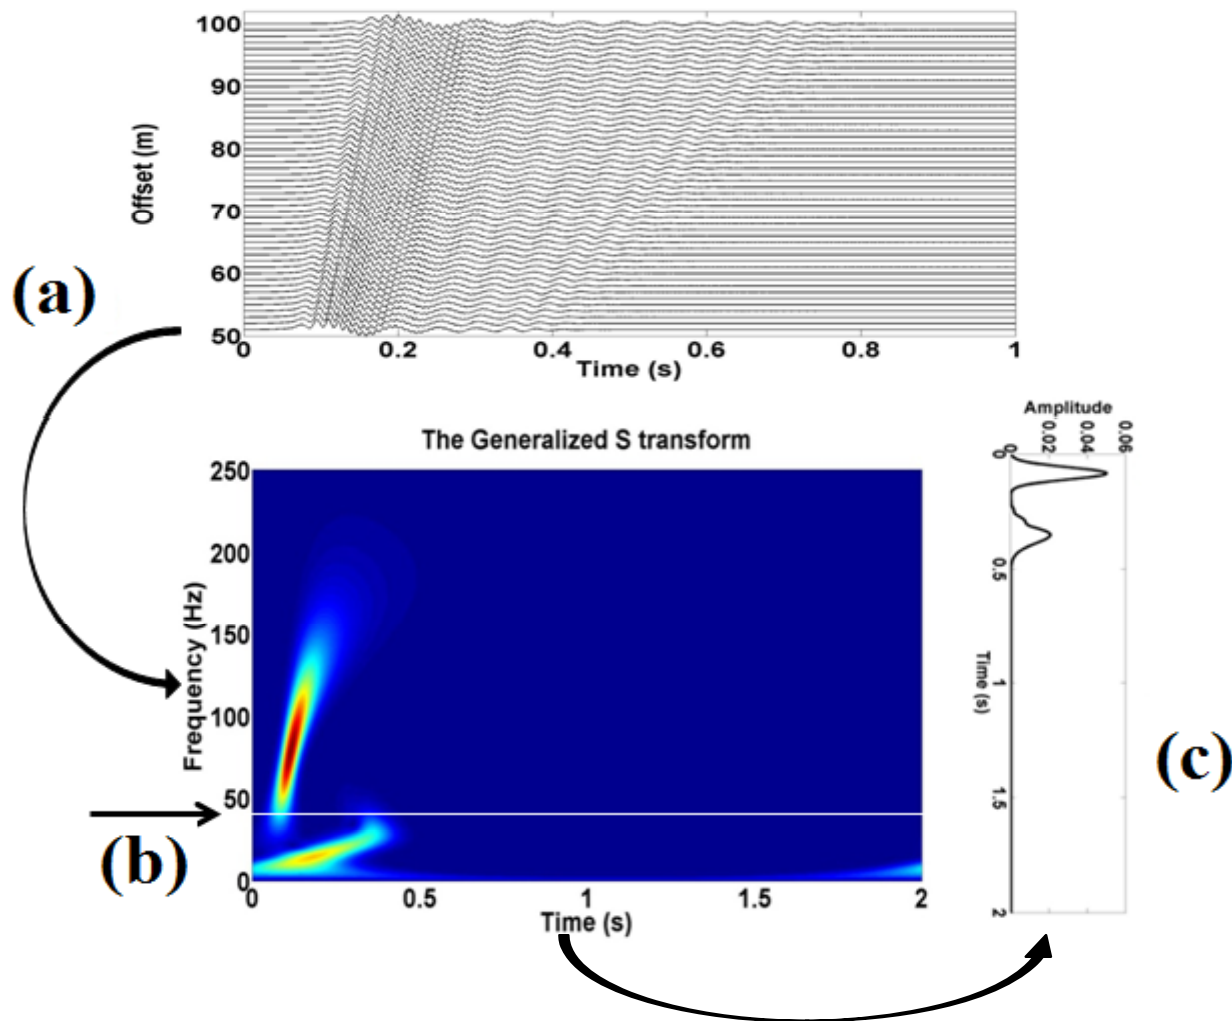 100
90
80
70
60
50
Offset (m)
0 0.2 0.4 0.6 0.8 1
Time (s)
(a)
The Generalized S transform
250
200
150
100
50
0
Frequency (Hz)
0 0.5 1 1.5 2
Time (s)
(b)
Amplitude
0 0.02 0.04 0.06
0
0.5
1
1.5
2
Time (s)
(c)